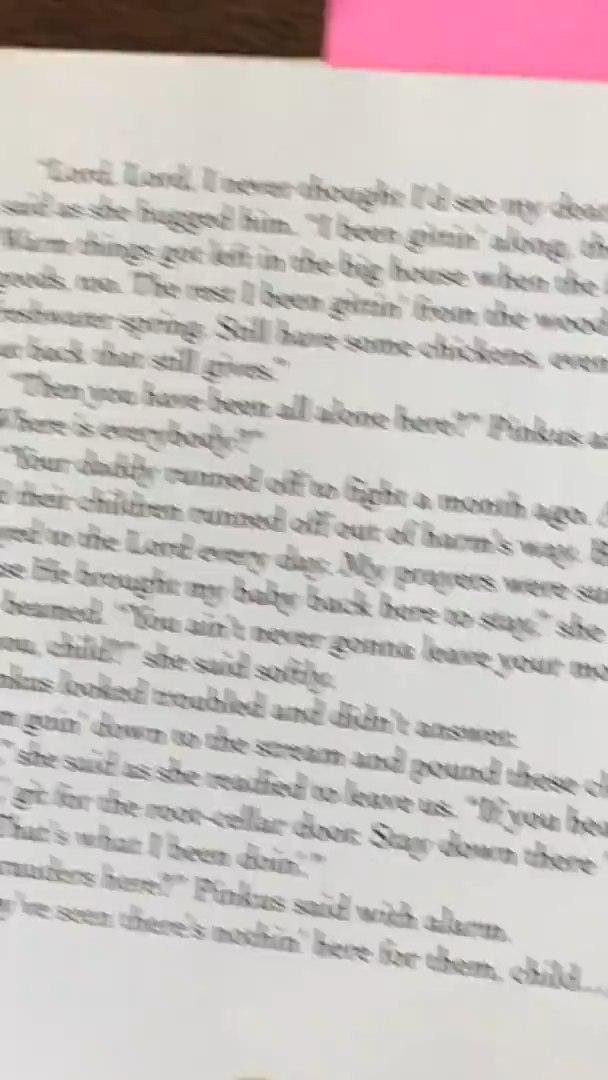 "Lord, Lord, I never thought I'd see my
said as she hugged him. "I been gittin' along,
Warm things got left in the big house when the
goods, too. The rest I been gittin' from the
spring. Still have some chickens, even
back that still gives."
"Then you have been all alone here?" Pinkus
Where is everybody?"
"Your daddy runned off to fight a month ago.
their children runned off out of harm's way.
to the Lord every day. My prayers were
He brought my baby back here to stay," she
beamed. "You ain't never gonna leave your
child?" she said softly.
looked troubled and didn't answer.
goin' down to the stream and pound these
she said as she readied to leave us. "If you
git for the root-cellar door. Stay down there
That's what I been doin'."
here?" Pinkus said with alarm.
seen there's nothin' here for them, child....